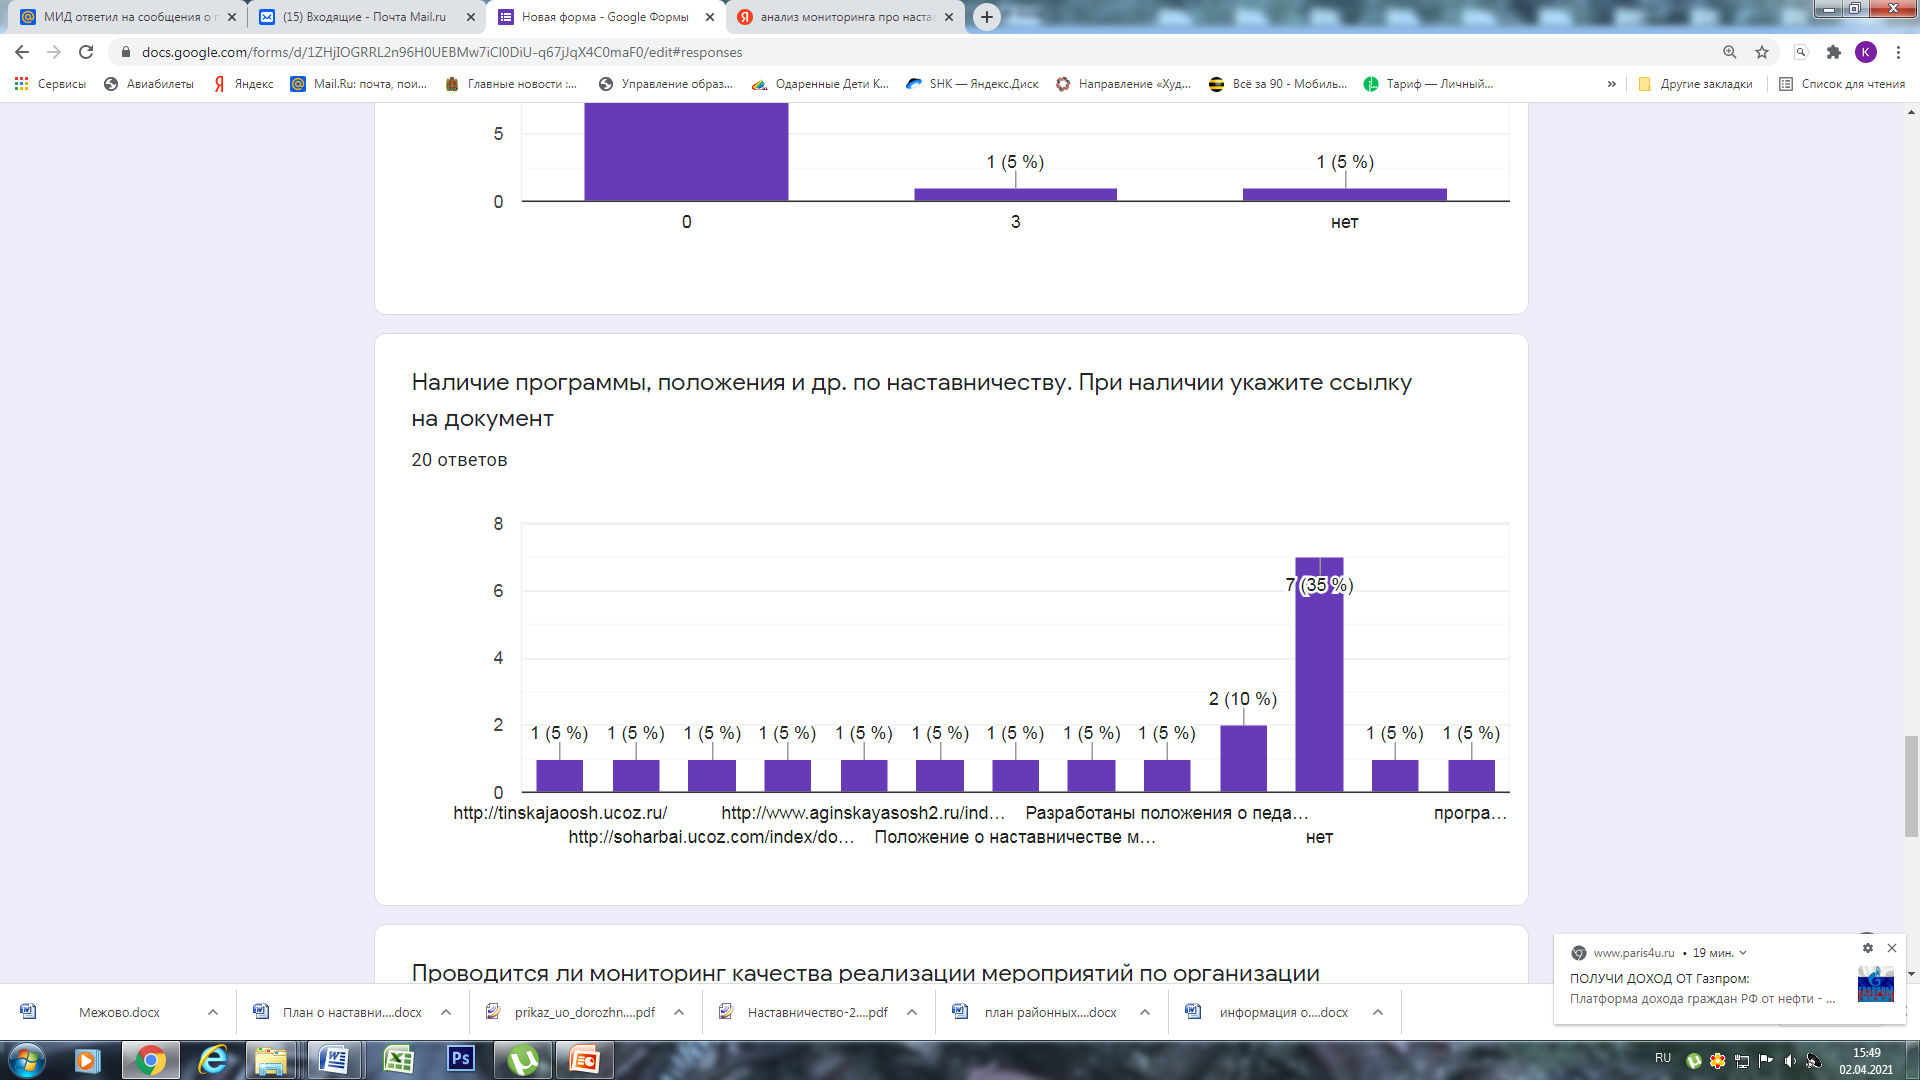 МИД ответил на сообщения о г
(15) Входящие - Почта Mail.ru
Новая форма - Google Формы
анализ мониторинга про наста
docs.google.com/forms/d/1ZHjIOGRRL2n96H0UEBMw7iCl0DiU-q67jJqX4C0maF0/edit#responses
K
Сервисы
Авиабилеты
Яндекс
Mail.Ru: почта, пои...
Главные новости :...
Управление образ...
Одаренные Дети К...
SHK — Яндекс.Диск
Направление «Худ...
Всё за 90 - Мобиль...
Тариф — Личный...
»
Другие закладки
Список для чтения
5
1 (5 %)
1 (5 %)
0
0
3
нет
Наличие программы, положения и др. по наставничеству. При наличии укажите ссылку
на документ
20 ответов
8
6
4
2
0
1 (5 %)
1 (5 %)
1 (5 %)
1 (5 %)
1 (5 %)
1 (5 %)
1 (5 %)
1 (5 %)
1 (5 %)
2 (10 %)
7 (35 %)
1 (5 %)
1 (5 %)
http://tinskajaoosh.ucoz.ru/
http://www.aginskayasosh2.ru/ind…
Разработаны положения о педа…
програ…
http://soharbai.ucoz.com/index/do…
Положение о наставничестве м…
нет
Проводится ли мониторинг качества реализации мероприятий по организации
www.paris4u.ru • 19 мин.
ПОЛУЧИ ДОХОД ОТ Газпром:
Платформа дохода граждан РФ от нефти - ...
Межово.docx
План о наставни....docx
prikaz_uo_dorozhn....pdf
Наставничество-2....pdf
план районных....docx
информация о....docx
Ps
RU
15:49
02.04.2021